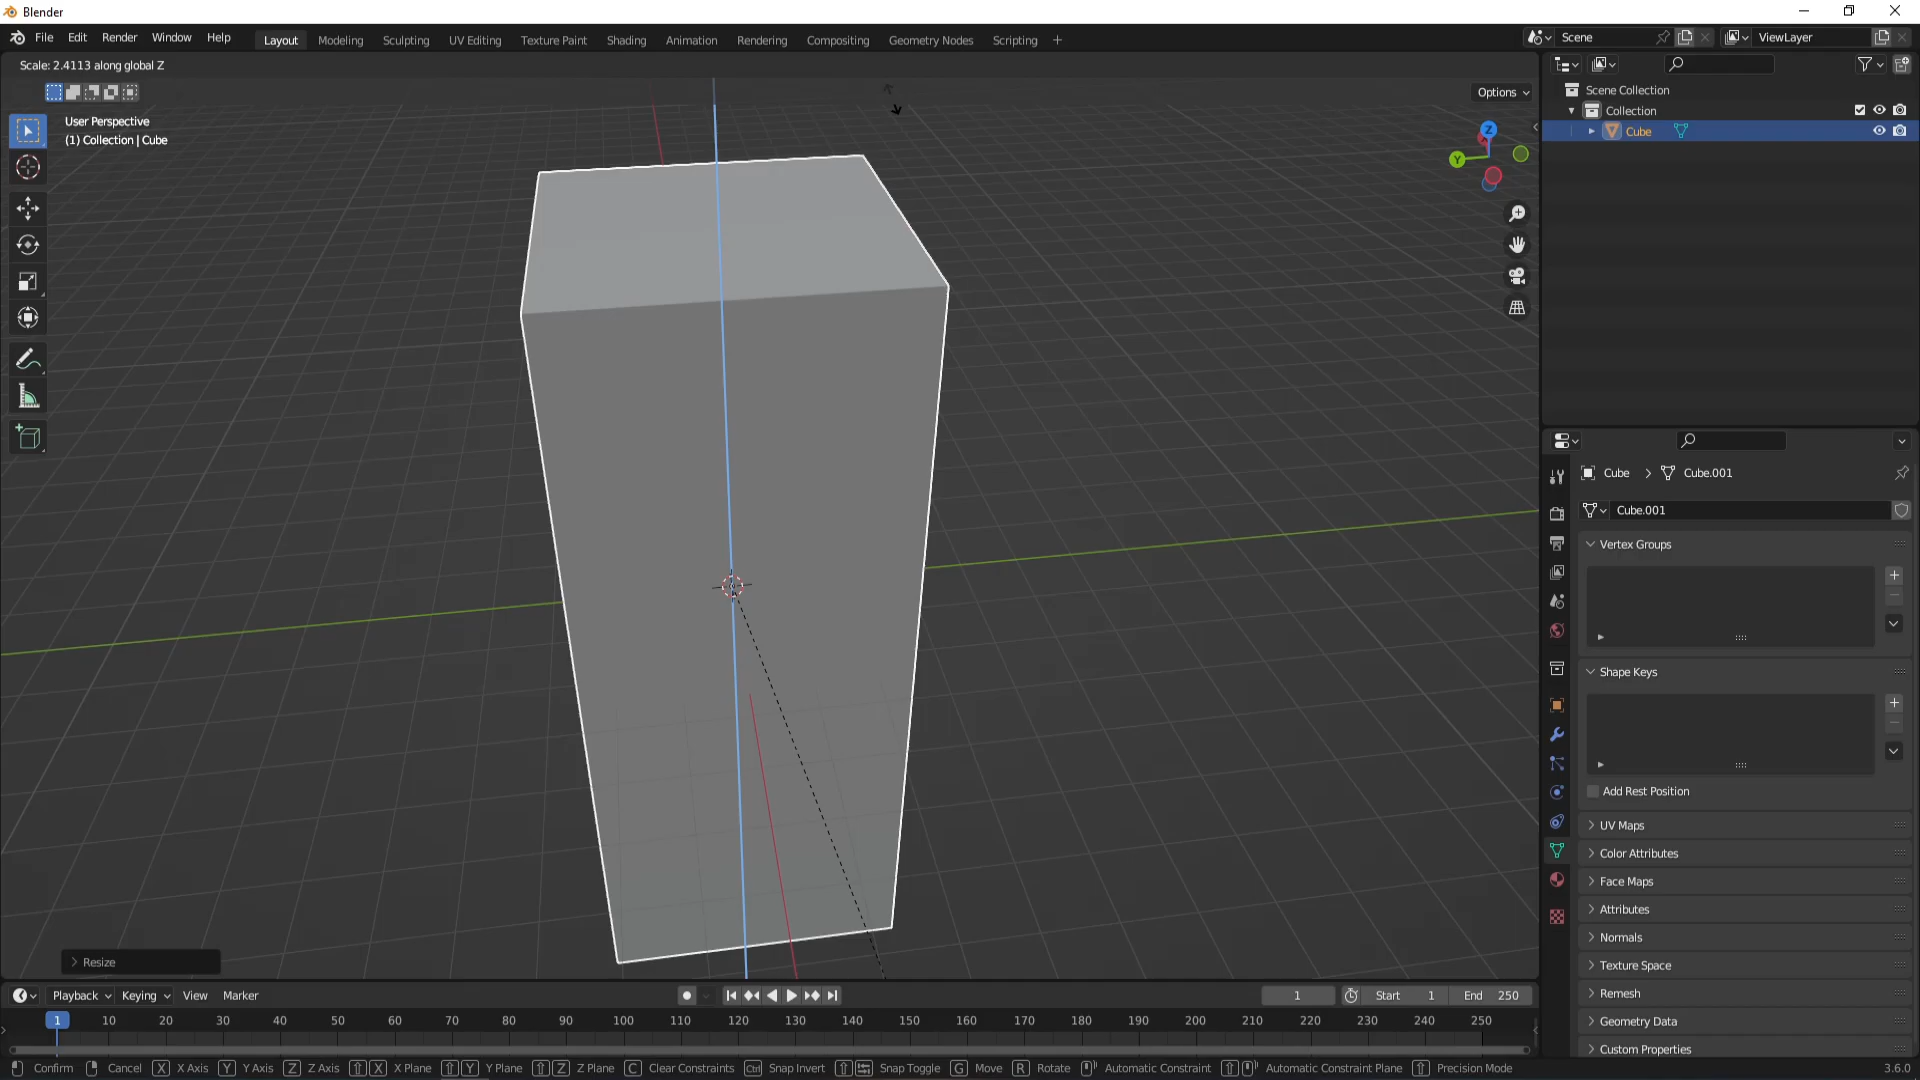 Blender
File Edit Render Window Help Layout Modeling Sculpting UV Editing Texture Paint Shading Animation Rendering Compositing Geometry Nodes Scripting + Scene ViewLayer
Scale: 2.4113 along global Z
Options
User Perspective
(1) Collection | Cube
Z
Y
Scene Collection
Collection
Cube
Cube > Cube.001
Cube.001
Vertex Groups
Shape Keys
Add Rest Position
UV Maps
Color Attributes
Face Maps
Attributes
Normals
Texture Space
Remesh
Geometry Data
Custom Properties
> Resize
Playback Keying View Marker 1 Start 1 End 250
1 10 20 30 40 50 60 70 80 90 100 110 120 130 140 150 160 170 180 190 200 210 220 230 240 250
Confirm Cancel X X Axis Y Y Axis Z Z Axis X X Plane Y Y Plane Z Z Plane C Clear Constraints Ctrl Snap Invert Snap Toggle G Move R Rotate Automatic Constraint Automatic Constraint Plane Precision Mode 3.6.0